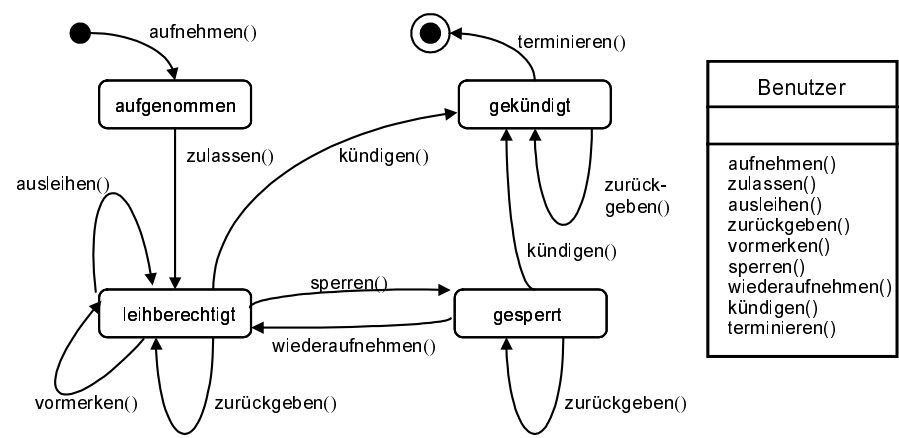 aufnehmen()
terminieren()
aufgenommen
gekündigt
Benutzer
zulassen()
kündigen()
ausleihen()
zurück-
geben()
kündigen()
sperren()
leihberechtigt
gesperrt
wiederaufnehmen()
vormerken()
zurückgeben()
zurückgeben()
aufnehmen()
zulassen()
ausleihen()
zurückgeben()
vormerken()
sperren()
wiederaufnehmen()
kündigen()
terminieren()